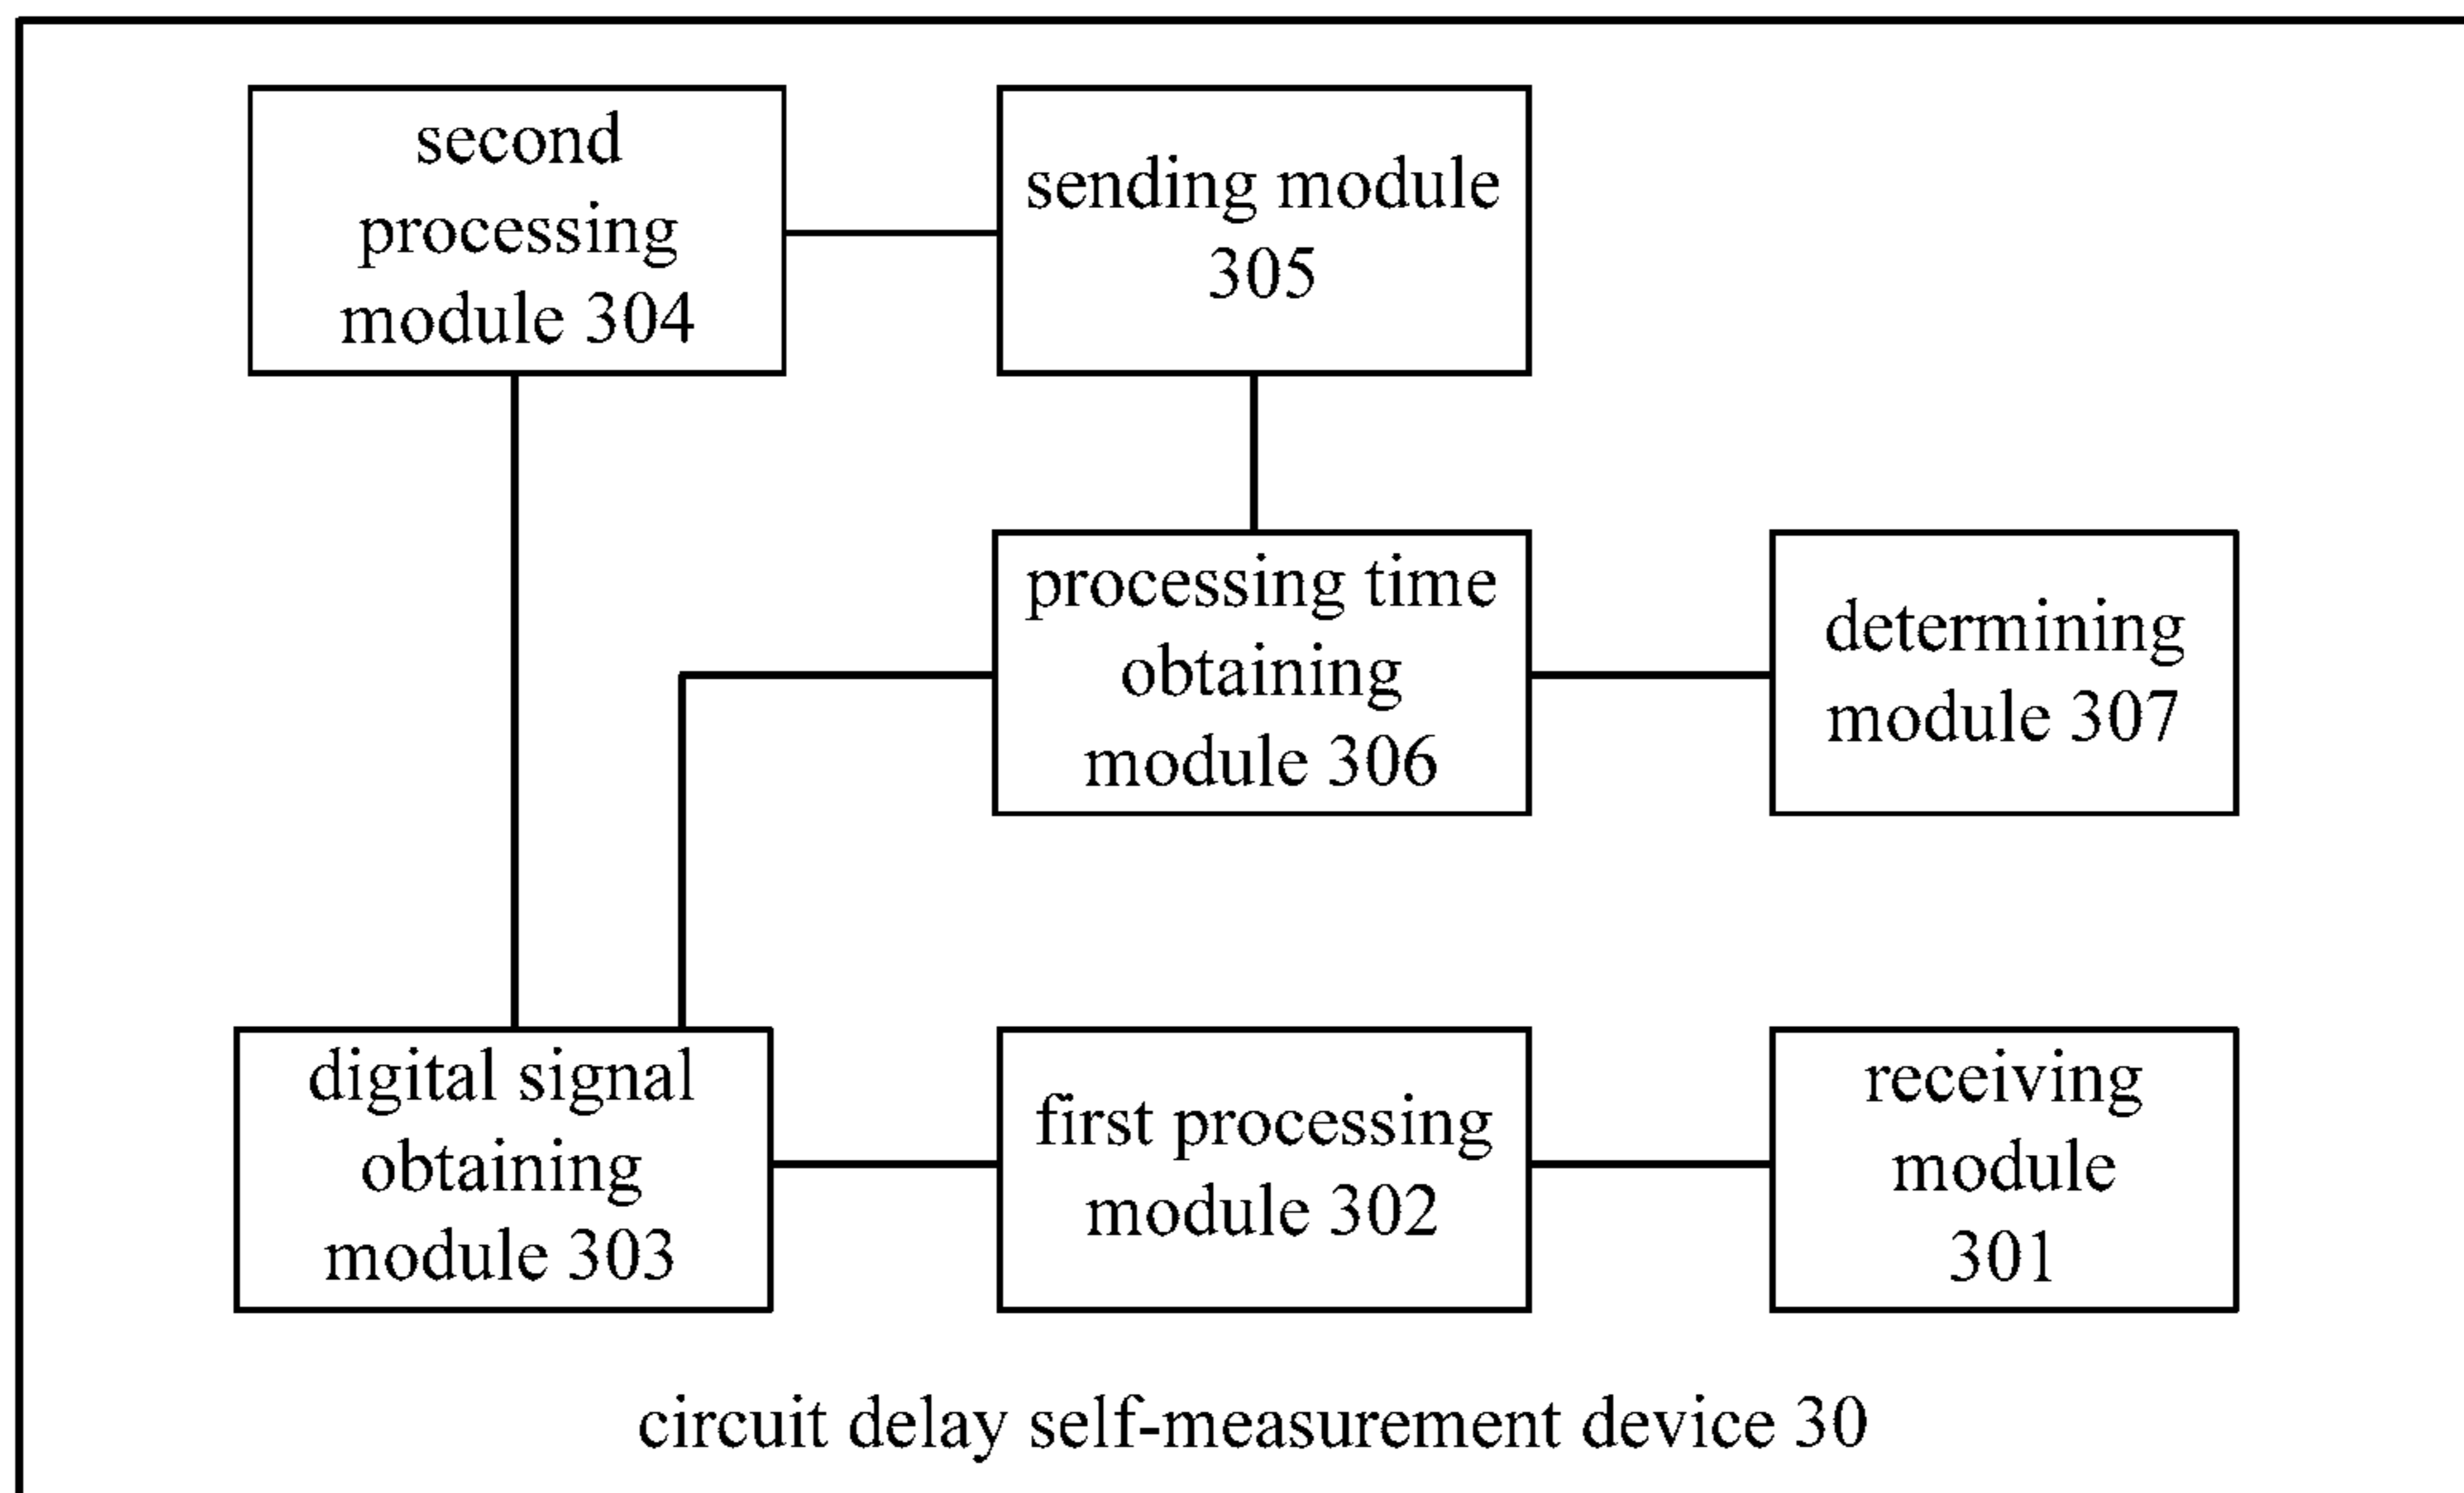 second
processing
module 304
sending module
305
processing time
obtaining
module 306
determining
module 307
digital signal
obtaining
module 303
first processing
module 302
receiving
module
301
circuit delay self-measurement device 30